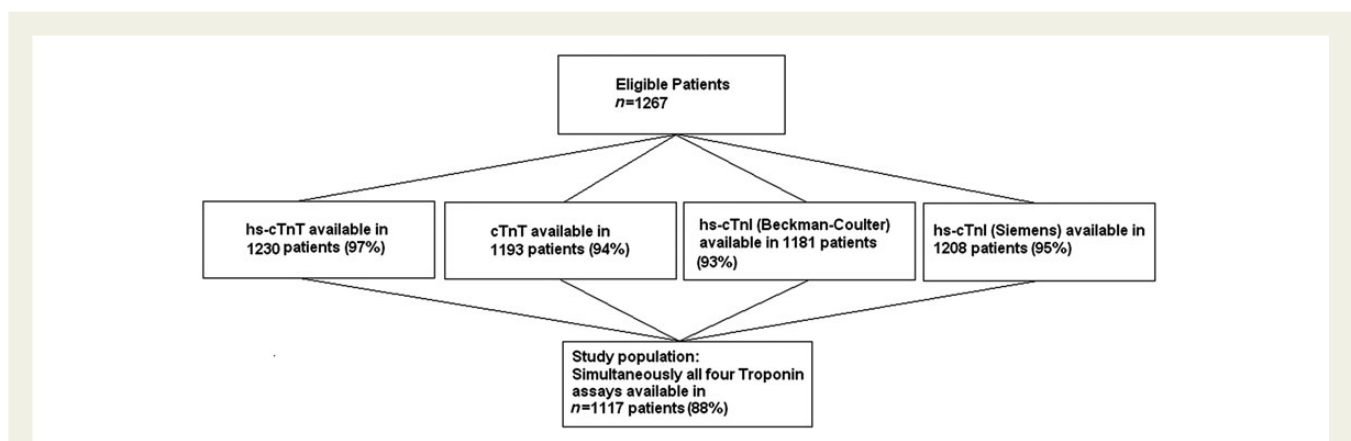 Eligible Patients
n=1267
hs-cTnT available in
1230 patients (97%)
cTnT available in
1193 patients (94%)
hs-cTnI (Beckman-Coulter)
available in 1181 patients
(93%)
hs-cTnI (Siemens) available in
1208 patients (95%)
Study population:
Simultaneously all four Troponin
assays available in
n=1117 patients (88%)